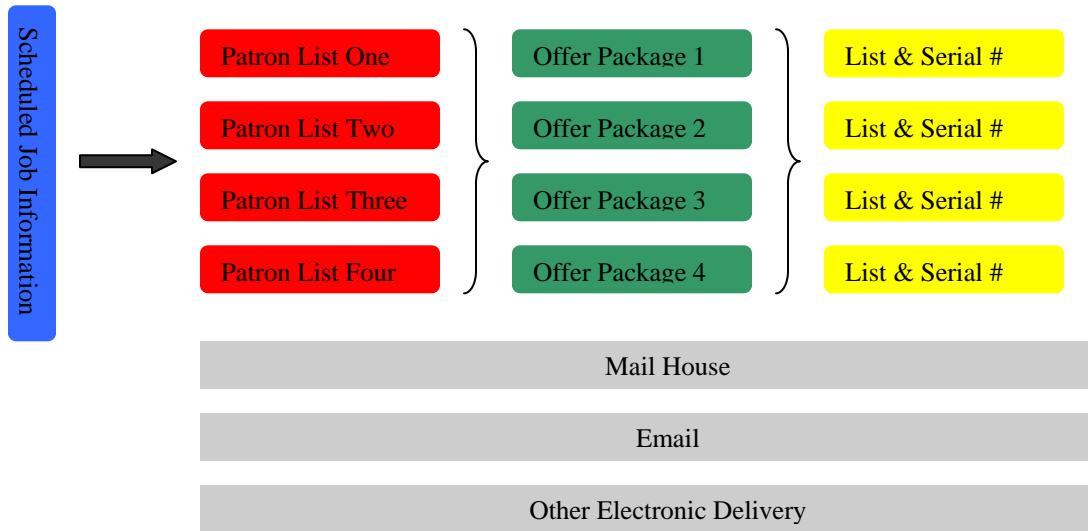 Scheduled Job Information
Patron List One
Offer Package 1
List & Serial #
Patron List Two
Offer Package 2
List & Serial #
Patron List Three
Offer Package 3
List & Serial #
Patron List Four
Offer Package 4
List & Serial #
Mail House
Email
Other Electronic Delivery